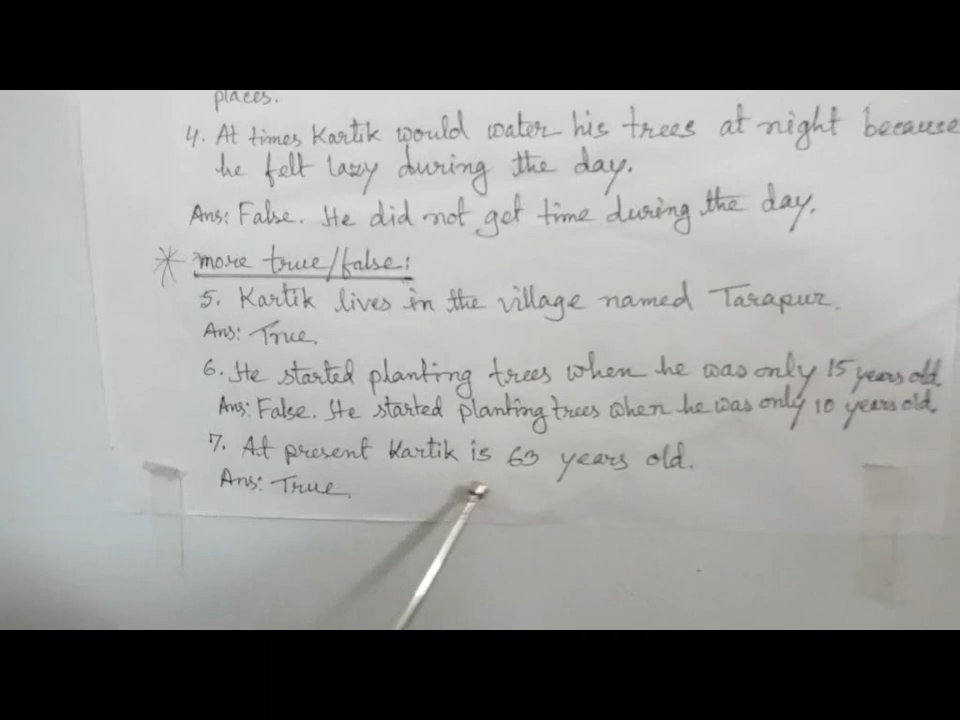 places.
4. At times Kartik would water his trees at night because
he felt lazy during the day.
Ans: False. He did not get time during the day.
more true/false:
5. Kartik lives in the village named Tarapur.
Ans: True.
6. He started planting trees when he was only 15 years old.
Ans: False. He started planting trees when he was only 10 years old.
7. At present Kartik is 63 years old.
Ans: True.